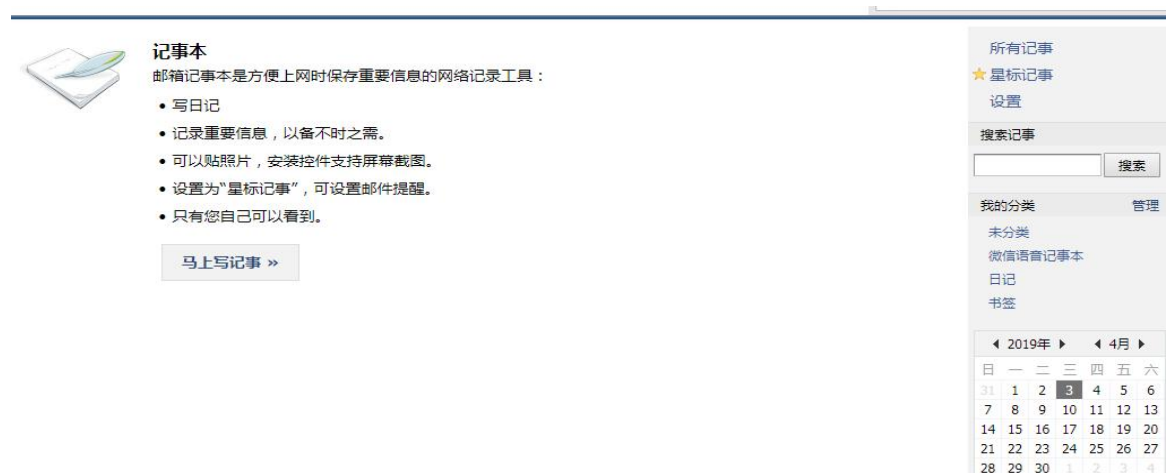 记事本
邮箱记事本是方便上网时保存重要信息的网络记录工具：
• 写日记
• 记录重要信息，以备不时之需。
• 可以贴照片，安装控件支持屏幕截图。
• 设置为“星标记事”，可设置邮件提醒。
• 只有您自己可以看到。
马上写记事 »
所有记事
星标记事
设置
搜索记事
搜索
我的分类 管理
未分类
微信语音记事本
日记
书签
2019年 4月
日 一 二 三 四 五 六
31 1 2 3 4 5 6
7 8 9 10 11 12 13
14 15 16 17 18 19 20
21 22 23 24 25 26 27
28 29 30 1 2 3 4